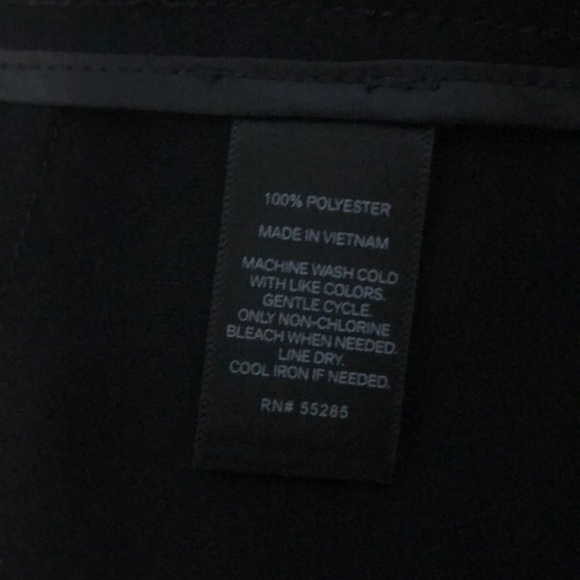 100% POLYESTER
MADE IN VIETNAM
MACHINE WASH COLD
WITH LIKE COLORS.
GENTLE CYCLE.
ONLY NON-CHLORINE
BLEACH WHEN NEEDED.
LINE DRY.
COOL IRON IF NEEDED.
RN# 55285